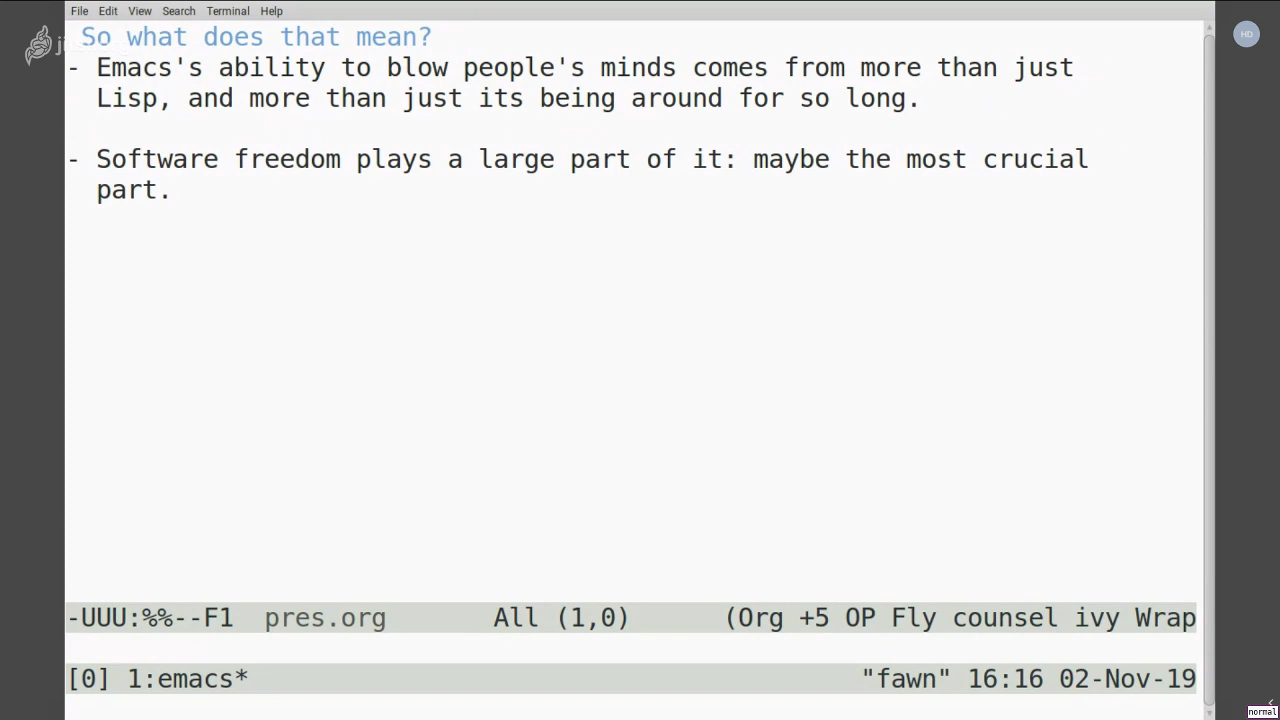 File Edit View Search Terminal Help
So what does that mean?
HD
- Emacs's ability to blow people's minds comes from more than just
Lisp, and more than just its being around for so long.
- Software freedom plays a large part of it: maybe the most crucial
part.
-UUU:%%--F1 pres.org All (1,0) (Org +5 OP Fly counsel ivy Wrap
[0] 1:emacs* "fawn" 16:16 02-Nov-19
normal